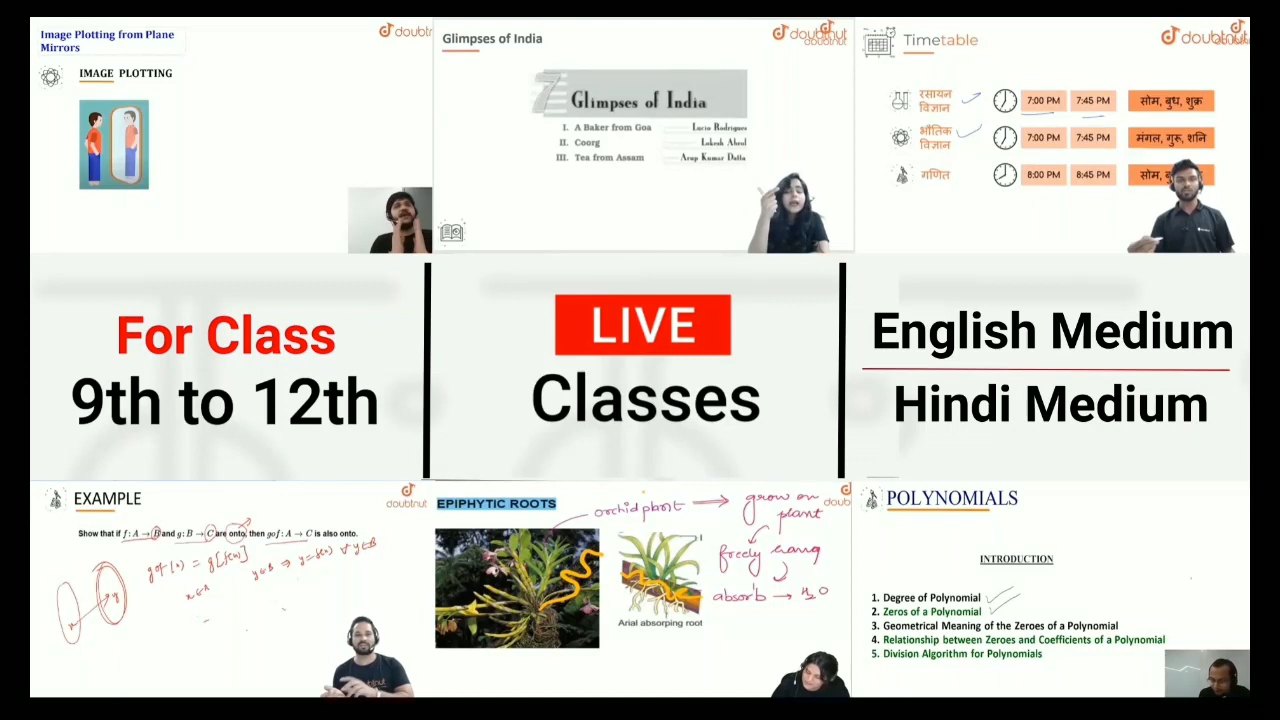 Image Plotting from Plane
Mirrors
doubtnut
IMAGE PLOTTING
Glimpses of India
doubtnut
doubtnut
7
Glimpses of India
I. A Baker from Goa Lucio Rodrigues
II. Coorg Lokesh Abrol
III. Tea from Assam Arup Kumar Datta
Timetable
doubtnut
रसायन
विज्ञान
7:00 PM 7:45 PM सोम, बुध, शुक्र
भौतिक
विज्ञान
7:00 PM 7:45 PM मंगल, गुरू, शनि
गणित 8:00 PM 8:45 PM सोम,
For Class
9th to 12th
LIVE
Classes
English Medium
Hindi Medium
EXAMPLE
doubtnut
Show that if f : A → B and g : B → C are onto, then gof : A → C is also onto.
= g[f(x)]
x ∈ A
y ∈ B ⇒ y = f(x) ∀ y ∈ B
EPIPHYTIC ROOTS
doub
orchid plant → grow on
plant
freely hang
absorb → H2O
Arial absorping root
POLYNOMIALS
INTRODUCTION
1. Degree of Polynomial
2. Zeros of a Polynomial
3. Geometrical Meaning of the Zeroes of a Polynomial
4. Relationship between Zeroes and Coefficients of a Polynomial
5. Division Algorithm for Polynomials